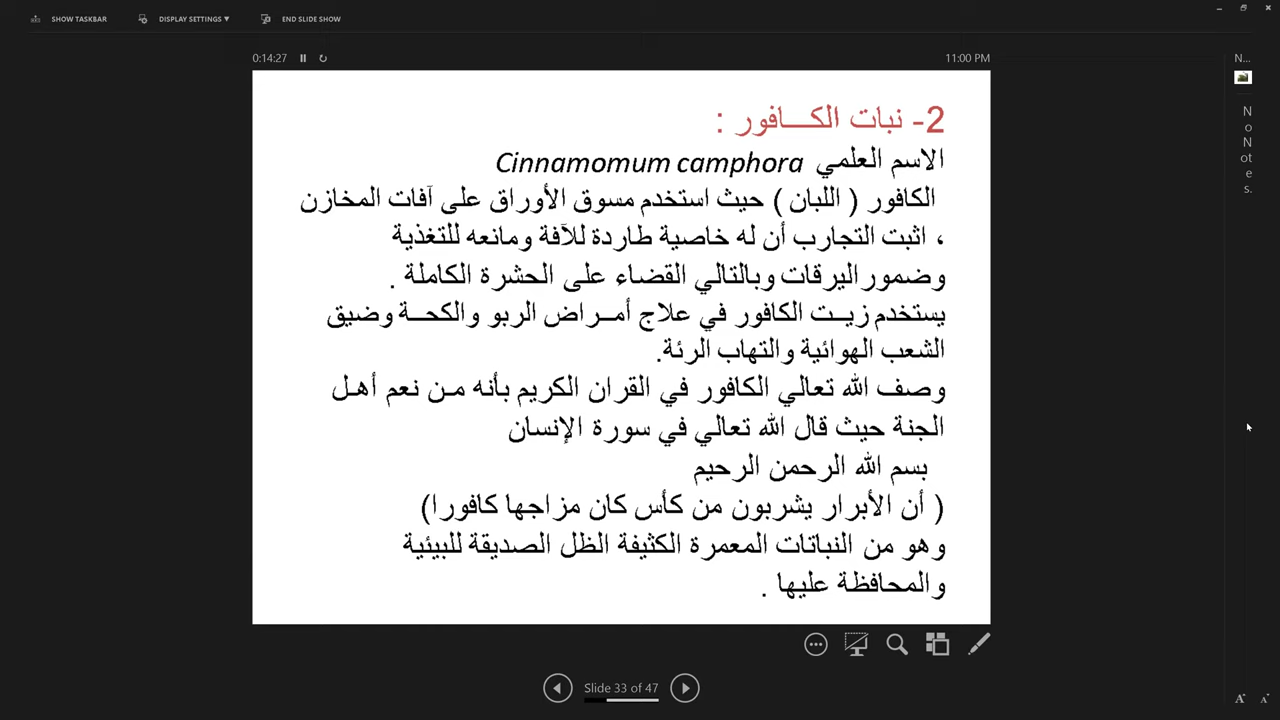 SHOW TASKBAR
DISPLAY SETTINGS ▼
END SLIDE SHOW
0:14:27
11:00 PM
N...
No Notes.
2- نبات الكـــافور :
الاسم العلمي Cinnamomum camphora
الكافور ( اللبان ) حيث استخدم مسوق الأوراق على آفات المخازن
، اثبت التجارب أن له خاصية طاردة للآفة ومانعه للتغذية
وضمور اليرقات وبالتالي القضاء على الحشرة الكاملة .
يستخدم زيــت الكافور في علاج أمــراض الربو والكحــة وضيق
الشعب الهوائية والتهاب الرئة.
وصف الله تعالي الكافور في القران الكريم بأنه مـن نعم أهـل
الجنة حيث قال الله تعالي في سورة الإنسان
بسم الله الرحمن الرحيم
( أن الأبرار يشربون من كأس كان مزاجها كافورا)
وهو من النباتات المعمرة الكثيفة الظل الصديقة للبيئية
والمحافظة عليها .
Slide 33 of 47
A A